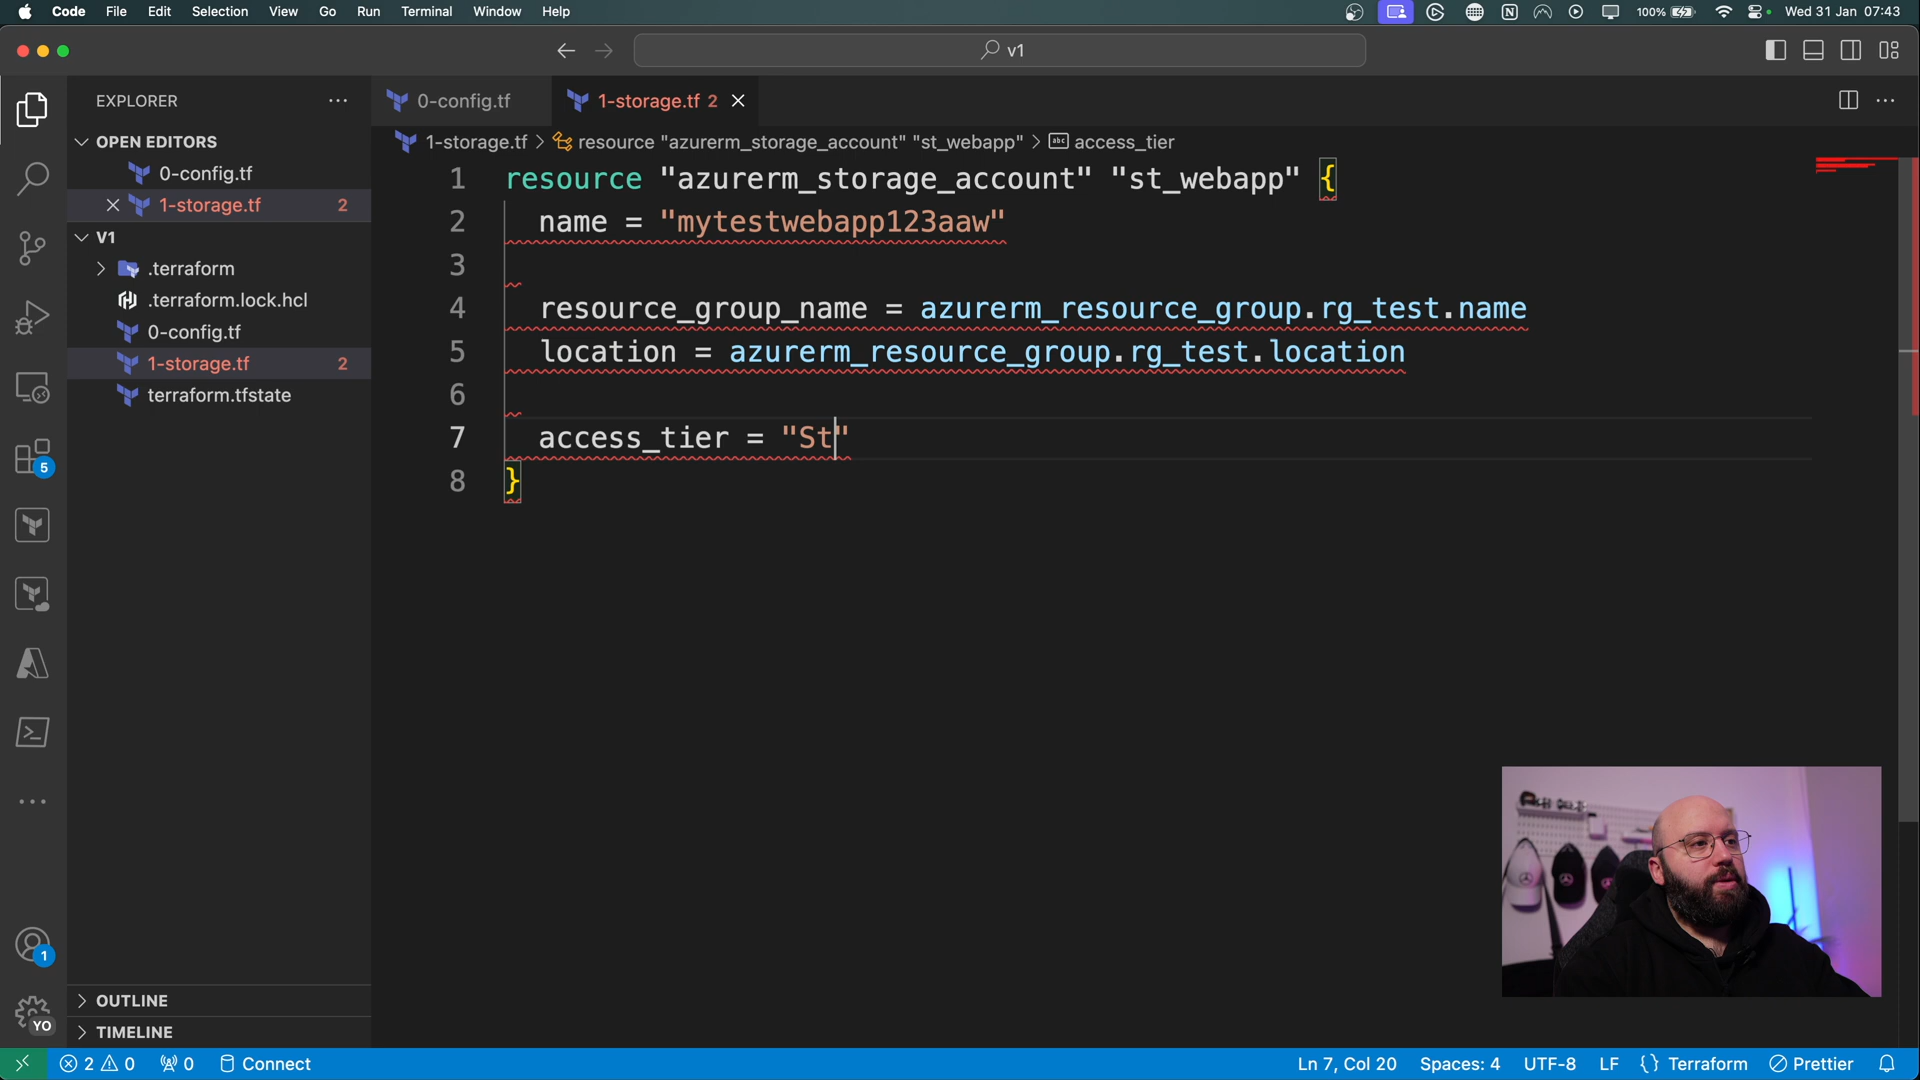 Code File Edit Selection View Go Run Terminal Window Help 100% Wed 31 Jan 07:43
v1
EXPLORER
0-config.tf
1-storage.tf 2
OPEN EDITORS
0-config.tf
1-storage.tf 2
V1
.terraform
.terraform.lock.hcl
0-config.tf
1-storage.tf 2
terraform.tfstate
OUTLINE
TIMELINE
5
1
YO
1-storage.tf > resource "azurerm_storage_account" "st_webapp" > abc access_tier
1 resource "azurerm_storage_account" "st_webapp" {
2 name = "mytestwebapp123aaw"
3
4 resource_group_name = azurerm_resource_group.rg_test.name
5 location = azurerm_resource_group.rg_test.location
6
7 access_tier = "St"
8 }
2 0 0 Connect Ln 7, Col 20 Spaces: 4 UTF-8 LF {} Terraform Prettier